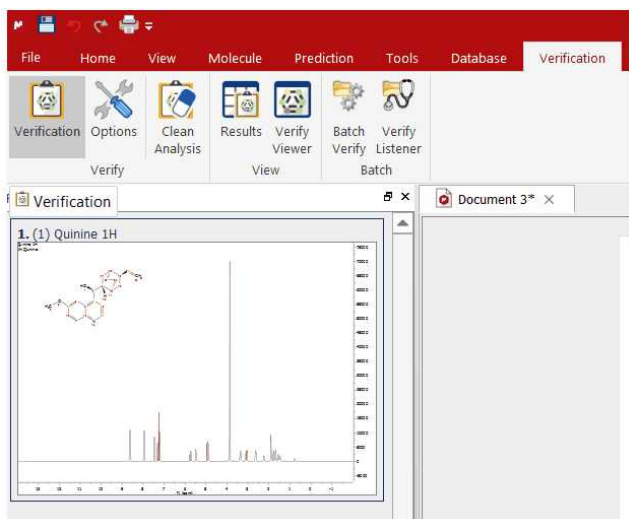 File Home View Molecule Prediction Tools Database Verification
Verification Options Clean Analysis Results Verify Viewer Batch Verify Verify Listener
Verify View Batch
Verification
Document 3*
1. (1) Quinine 1H